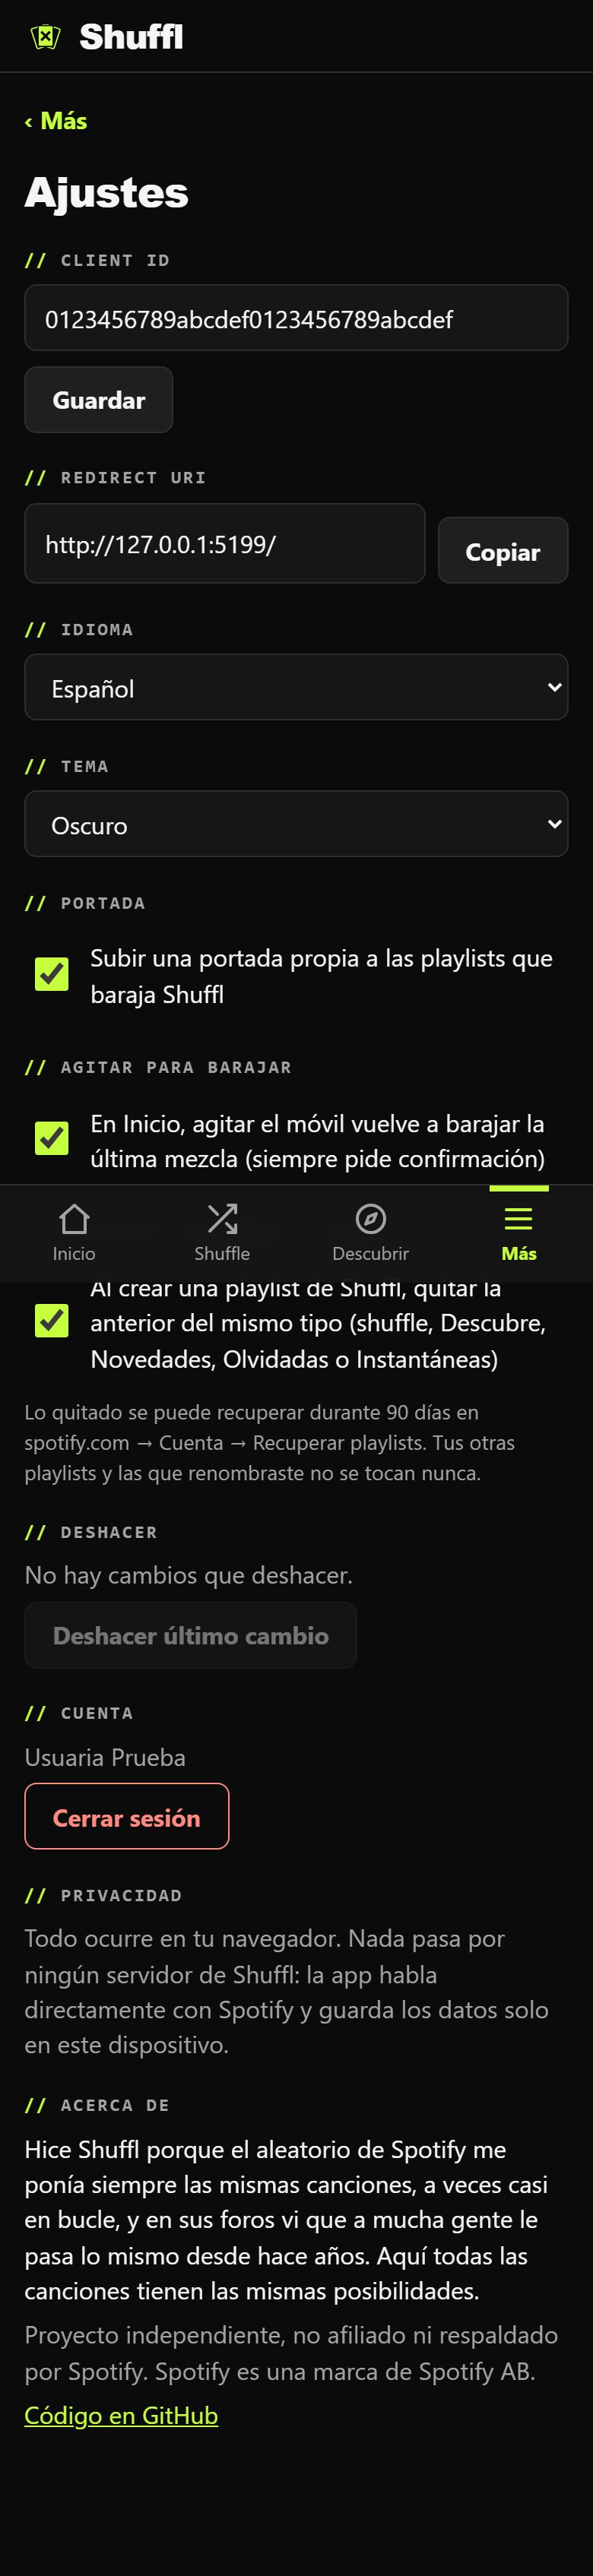 Shuffl
‹ Más
Ajustes
// CLIENT ID
0123456789abcdef0123456789abcdef
Guardar
// REDIRECT URI
http://127.0.0.1:5199/
Copiar
// IDIOMA
Español
// TEMA
Oscuro
// PORTADA
Subir una portada propia a las playlists que
baraja Shuffl
// AGITAR PARA BARAJAR
En Inicio, agitar el móvil vuelve a barajar la
última mezcla (siempre pide confirmación)
Inicio
Shuffle
Descubrir
Más
Al crear una playlist de Shuffl, quitar la
anterior del mismo tipo (shuffle, Descubre,
Novedades, Olvidadas o Instantáneas)
Lo quitado se puede recuperar durante 90 días en
spotify.com → Cuenta → Recuperar playlists. Tus otras
playlists y las que renombraste no se tocan nunca.
// DESHACER
No hay cambios que deshacer.
Deshacer último cambio
// CUENTA
Usuaria Prueba
Cerrar sesión
// PRIVACIDAD
Todo ocurre en tu navegador. Nada pasa por
ningún servidor de Shuffl: la app habla
directamente con Spotify y guarda los datos solo
en este dispositivo.
// ACERCA DE
Hice Shuffl porque el aleatorio de Spotify me
ponía siempre las mismas canciones, a veces casi
en bucle, y en sus foros vi que a mucha gente le
pasa lo mismo desde hace años. Aquí todas las
canciones tienen las mismas posibilidades.
Proyecto independiente, no afiliado ni respaldado
por Spotify. Spotify es una marca de Spotify AB.
Código en GitHub